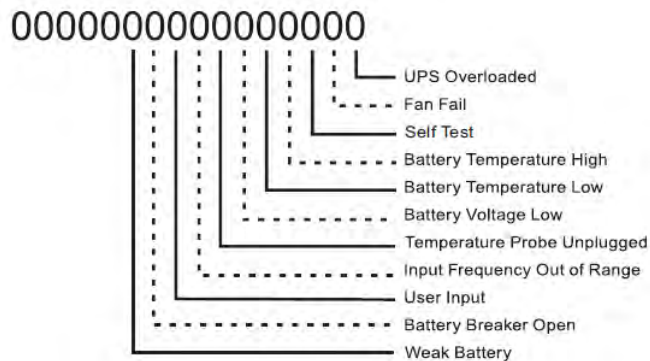 0000000000000000
UPS Overloaded
Fan Fail
Self Test
Battery Temperature High
Battery Temperature Low
Battery Voltage Low
Temperature Probe Unplugged
Input Frequency Out of Range
User Input
Battery Breaker Open
Weak Battery